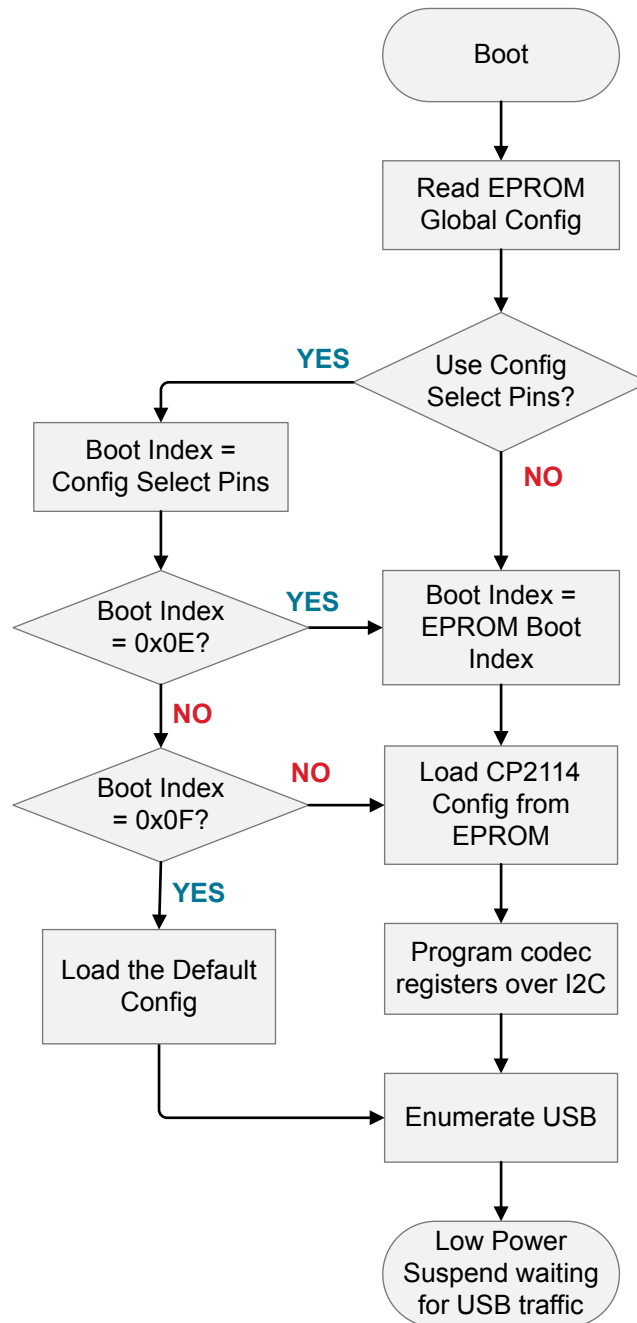 Boot
Read EPROM
Global Config
Use Config
Select Pins?
YES
NO
Boot Index =
Config Select Pins
Boot Index
= 0x0E?
YES
NO
Boot Index =
EPROM Boot
Index
Boot Index
= 0x0F?
NO
YES
Load CP2114
Config from
EPROM
Load the Default
Config
Program codec
registers over I2C
Enumerate USB
Low Power
Suspend waiting
for USB traffic